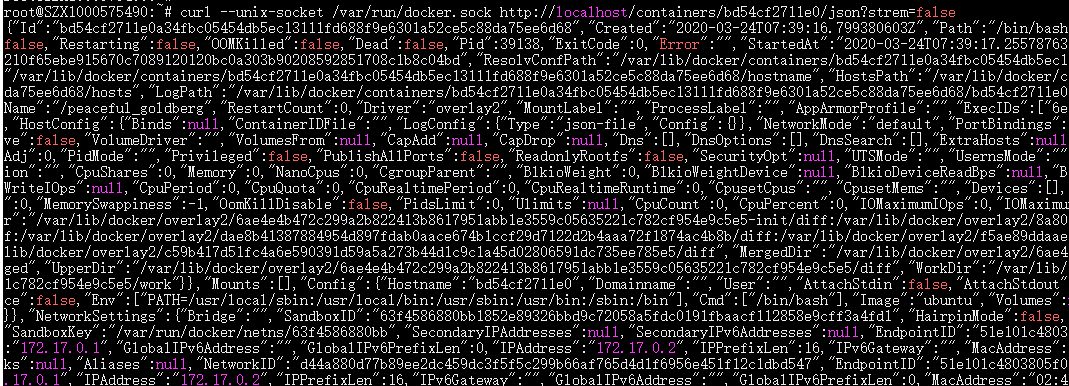 root@SZX1000575490:~# curl --unix-socket /var/run/docker.sock http://localhost/containers/bd54cf2711e0/json?strem=false
{"Id":"bd54cf2711e0a34fbc05454db5ec13111fd688f9e6301a52ce5c88da75ee6d68","Created":"2020-03-24T07:39:16.799380603Z","Path":"/bin/bash
false,"Restarting":false,"OOMKilled":false,"Dead":false,"Pid":39138,"ExitCode":0,"Error":"","StartedAt":"2020-03-24T07:39:17.25578763
210f65ebe915670c7089120120bc0a303b90208592851708c1b8c04bd","ResolvConfPath":"/var/lib/docker/containers/bd54cf2711e0a34fbc05454db5ec1
"/var/lib/docker/containers/bd54cf2711e0a34fbc05454db5ec13111fd688f9e6301a52ce5c88da75ee6d68/hostname","HostsPath":"/var/lib/docker/c
da75ee6d68/hosts","LogPath":"/var/lib/docker/containers/bd54cf2711e0a34fbc05454db5ec13111fd688f9e6301a52ce5c88da75ee6d68/bd54cf2711e0
Name":"/peaceful_goldberg","RestartCount":0,"Driver":"overlay2","MountLabel":"","ProcessLabel":"","AppArmorProfile":"","ExecIDs":["6e
,"HostConfig":{"Binds":null,"ContainerIDFile":"","LogConfig":{"Type":"json-file","Config":{}},"NetworkMode":"default","PortBindings":
ve":false,"VolumeDriver":"","VolumesFrom":null,"CapAdd":null,"CapDrop":null,"Dns":[],"DnsOptions":[],"DnsSearch":[],"ExtraHosts":null
Adj":0,"PidMode":"","Privileged":false,"PublishAllPorts":false,"ReadonlyRootfs":false,"SecurityOpt":null,"UTSMode":"","UsernsMode":""
ion":"","CpuShares":0,"Memory":0,"NanoCpus":0,"CgroupParent":"","BlkioWeight":0,"BlkioWeightDevice":null,"BlkioDeviceReadBps":null,"B
WriteIOps":null,"CpuPeriod":0,"CpuQuota":0,"CpuRealtimePeriod":0,"CpuRealtimeRuntime":0,"CpusetCpus":"","CpusetMems":"","Devices":[],
":0,"MemorySwappiness":-1,"OomKillDisable":false,"PidsLimit":0,"Ulimits":null,"CpuCount":0,"CpuPercent":0,"IOMaximumIOps":0,"IOMaximu
r":"/var/lib/docker/overlay2/6ae4e4b472c299a2b822413b8617951abb1e3559c05635221c782cf954e9c5e5-init/diff:/var/lib/docker/overlay2/8a80
f:/var/lib/docker/overlay2/dae8b41387884954d897fdab0aace674b1ccf29d7122d2b4aaa72f1874ac4b8b/diff:/var/lib/docker/overlay2/f5ae89ddae
lib/docker/overlay2/c59b417d51fc4a6e590391d59a5a273b44d1c9c1a45d02806591dc735ee785e5/diff","MergedDir":"/var/lib/docker/overlay2/6ae4
ged","UpperDir":"/var/lib/docker/overlay2/6ae4e4b472c299a2b822413b8617951abb1e3559c05635221c782cf954e9c5e5/diff","WorkDir":"/var/lib/
1c782cf954e9c5e5/work"}},"Mounts":[],"Config":{"Hostname":"bd54cf2711e0","Domainname":"","User":"","AttachStdin":false,"AttachStdout"
ce":false,"Env":["PATH=/usr/local/sbin:/usr/local/bin:/usr/sbin:/usr/bin:/sbin:/bin"],"Cmd":["/bin/bash"],"Image":"ubuntu","Volumes":
}},"NetworkSettings":{"Bridge":"","SandboxID":"63f4586880bb1852e89326bbd9c72058a5fdc0191fbaacf112858e9cff3a4fd1","HairpinMode":false,
"SandboxKey":"/var/run/docker/netns/63f4586880bb","SecondaryIPAddresses":null,"SecondaryIPv6Addresses":null,"EndpointID":"51e101c4803
:"172.17.0.1","GlobalIPv6Address":"","GlobalIPv6PrefixLen":0,"IPAddress":"172.17.0.2","IPPrefixLen":16,"IPv6Gateway":"","MacAddress":
ks":null,"Aliases":null,"NetworkID":"d44a880d77b89ee2dc459dc3f5f5c299b66af765d4d1f6956e451f12c1dbd547","EndpointID":"51e101c4803805f0
.17.0.1","IPAddress":"172.17.0.2","IPPrefixLen":16,"IPv6Gateway":"","GlobalIPv6Address":"","GlobalIPv6PrefixLen":0,"MacAddress":"02:4